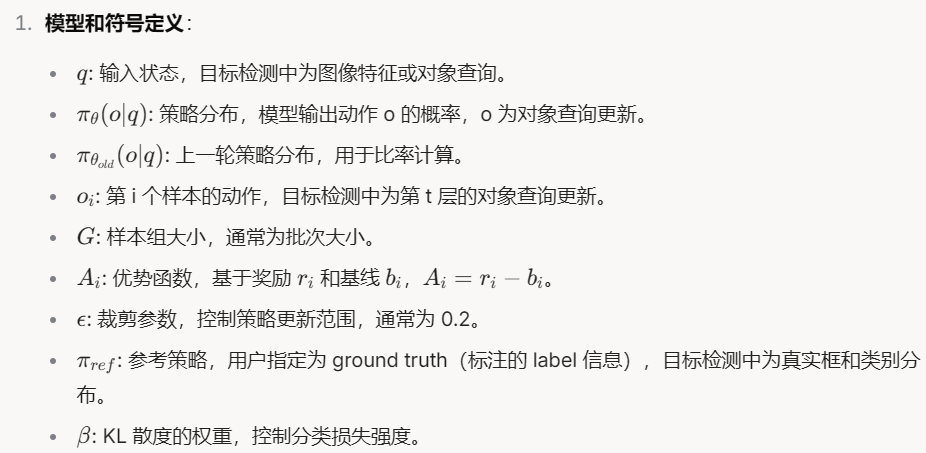 1. 模型和符号定义：
• q: 输入状态，目标检测中为图像特征或对象查询。
• π_θ(o|q): 策略分布，模型输出动作 o 的概率，o 为对象查询更新。
• π_{θ_{old}}(o|q): 上一轮策略分布，用于比率计算。
• o_i: 第 i 个样本的动作，目标检测中为第 t 层的对象查询更新。
• G: 样本组大小，通常为批次大小。
• A_i: 优势函数，基于奖励 r_i 和基线 b_i，A_i = r_i − b_i。
• ϵ: 裁剪参数，控制策略更新范围，通常为 0.2。
• π_{ref}: 参考策略，用户指定为 ground truth（标注的 label 信息），目标检测中为真实框和类别分
布。
• β: KL 散度的权重，控制分类损失强度。